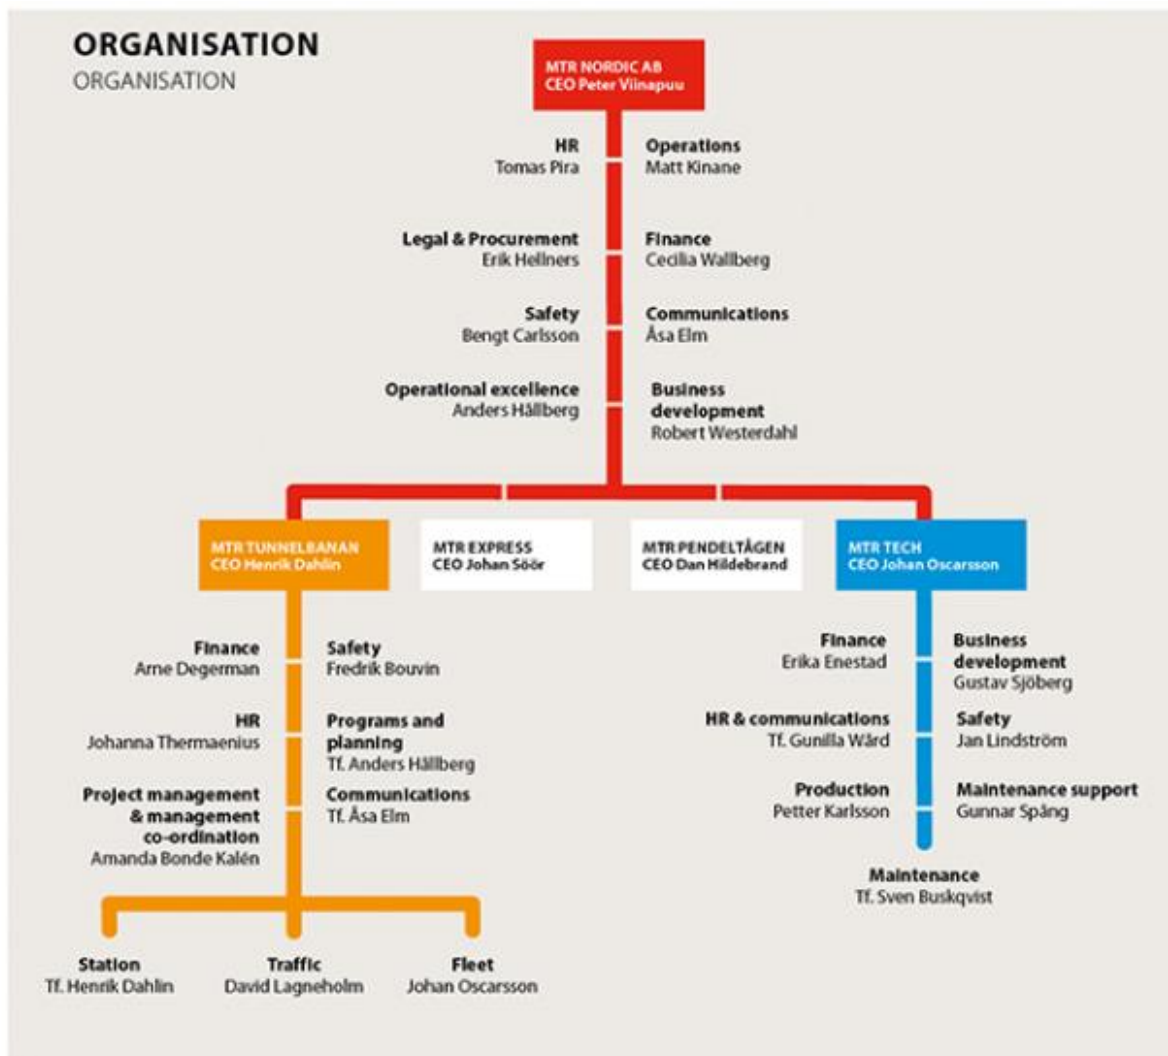 ORGANISATION
ORGANISATION
MTR NORDIC AB
CEO Peter Viinapuu
HR
Tomas Pira
Operations
Matt Kinane
Legal & Procurement
Erik Hellners
Finance
Cecilia Wallberg
Safety
Bengt Carlsson
Communications
Åsa Elm
Operational excellence
Anders Hållberg
Business
development
Robert Westerdahl
MTR TUNNELBANAN
CEO Henrik Dahlin
MTR EXPRESS
CEO Johan Söör
MTR PENDELTÅGEN
CEO Dan Hildebrand
MTR TECH
CEO Johan Oscarsson
Finance
Arne Degerman
Safety
Fredrik Bouvin
HR
Johanna Thermaenius
Programs and
planning
Tf. Anders Hållberg
Project management
& management
co-ordination
Amanda Bonde Kalén
Communications
Tf. Åsa Elm
Station
Tf. Henrik Dahlin
Traffic
David Lagneholm
Fleet
Johan Oscarsson
Finance
Erika Enestad
Business
development
Gustav Sjöberg
HR & communications
Tf. Gunilla Wård
Safety
Jan Lindström
Production
Petter Karlsson
Maintenance support
Gunnar Spång
Maintenance
Tf. Sven Buskqvist